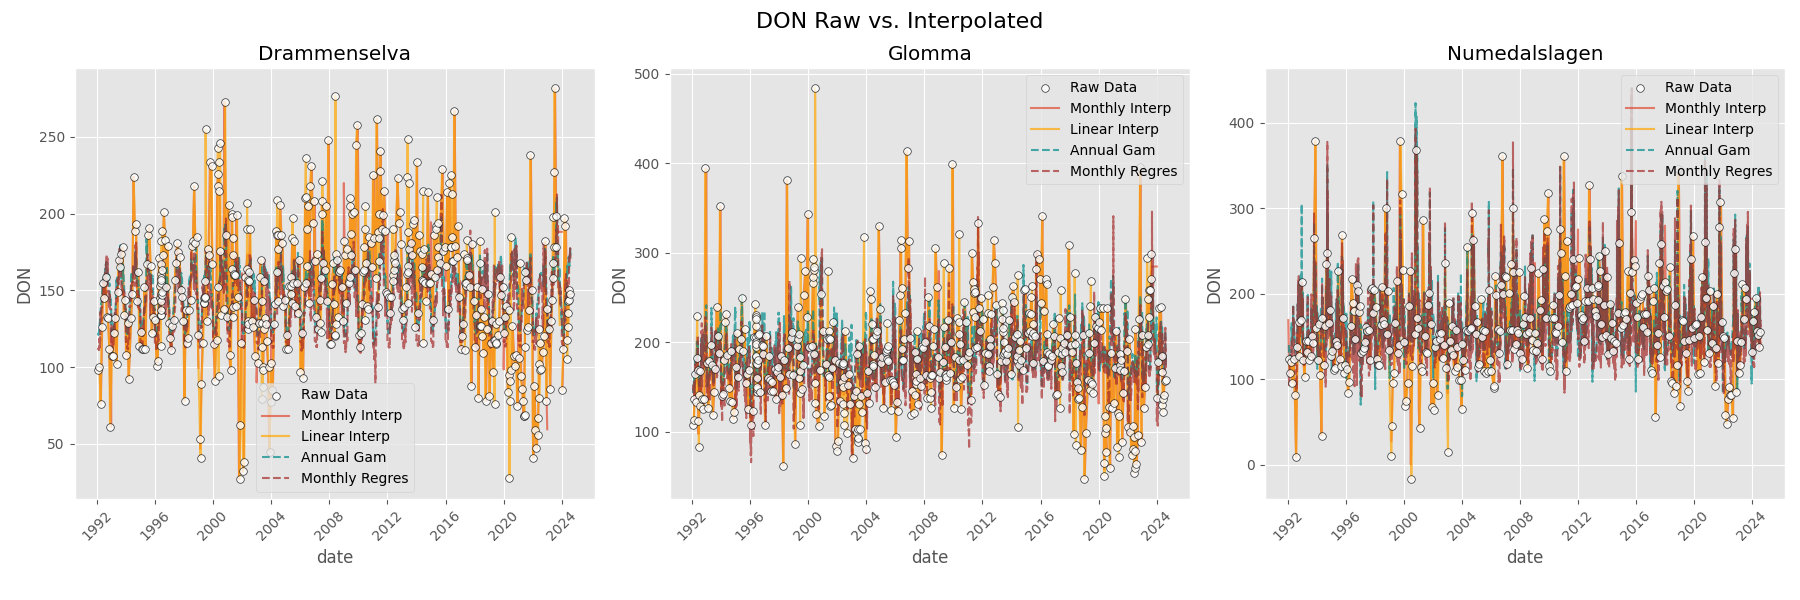 DON Raw vs. Interpolated
Drammenselva
DON
250
200
150
100
50
1992
1996
2000
2004
2008
2012
2016
2020
2024
date
Raw Data
Monthly Interp
Linear Interp
Annual Gam
Monthly Regres
Glomma
DON
500
400
300
200
100
1992
1996
2000
2004
2008
2012
2016
2020
2024
date
Raw Data
Monthly Interp
Linear Interp
Annual Gam
Monthly Regres
Numedalslagen
DON
400
300
200
100
0
1992
1996
2000
2004
2008
2012
2016
2020
2024
date
Raw Data
Monthly Interp
Linear Interp
Annual Gam
Monthly Regres